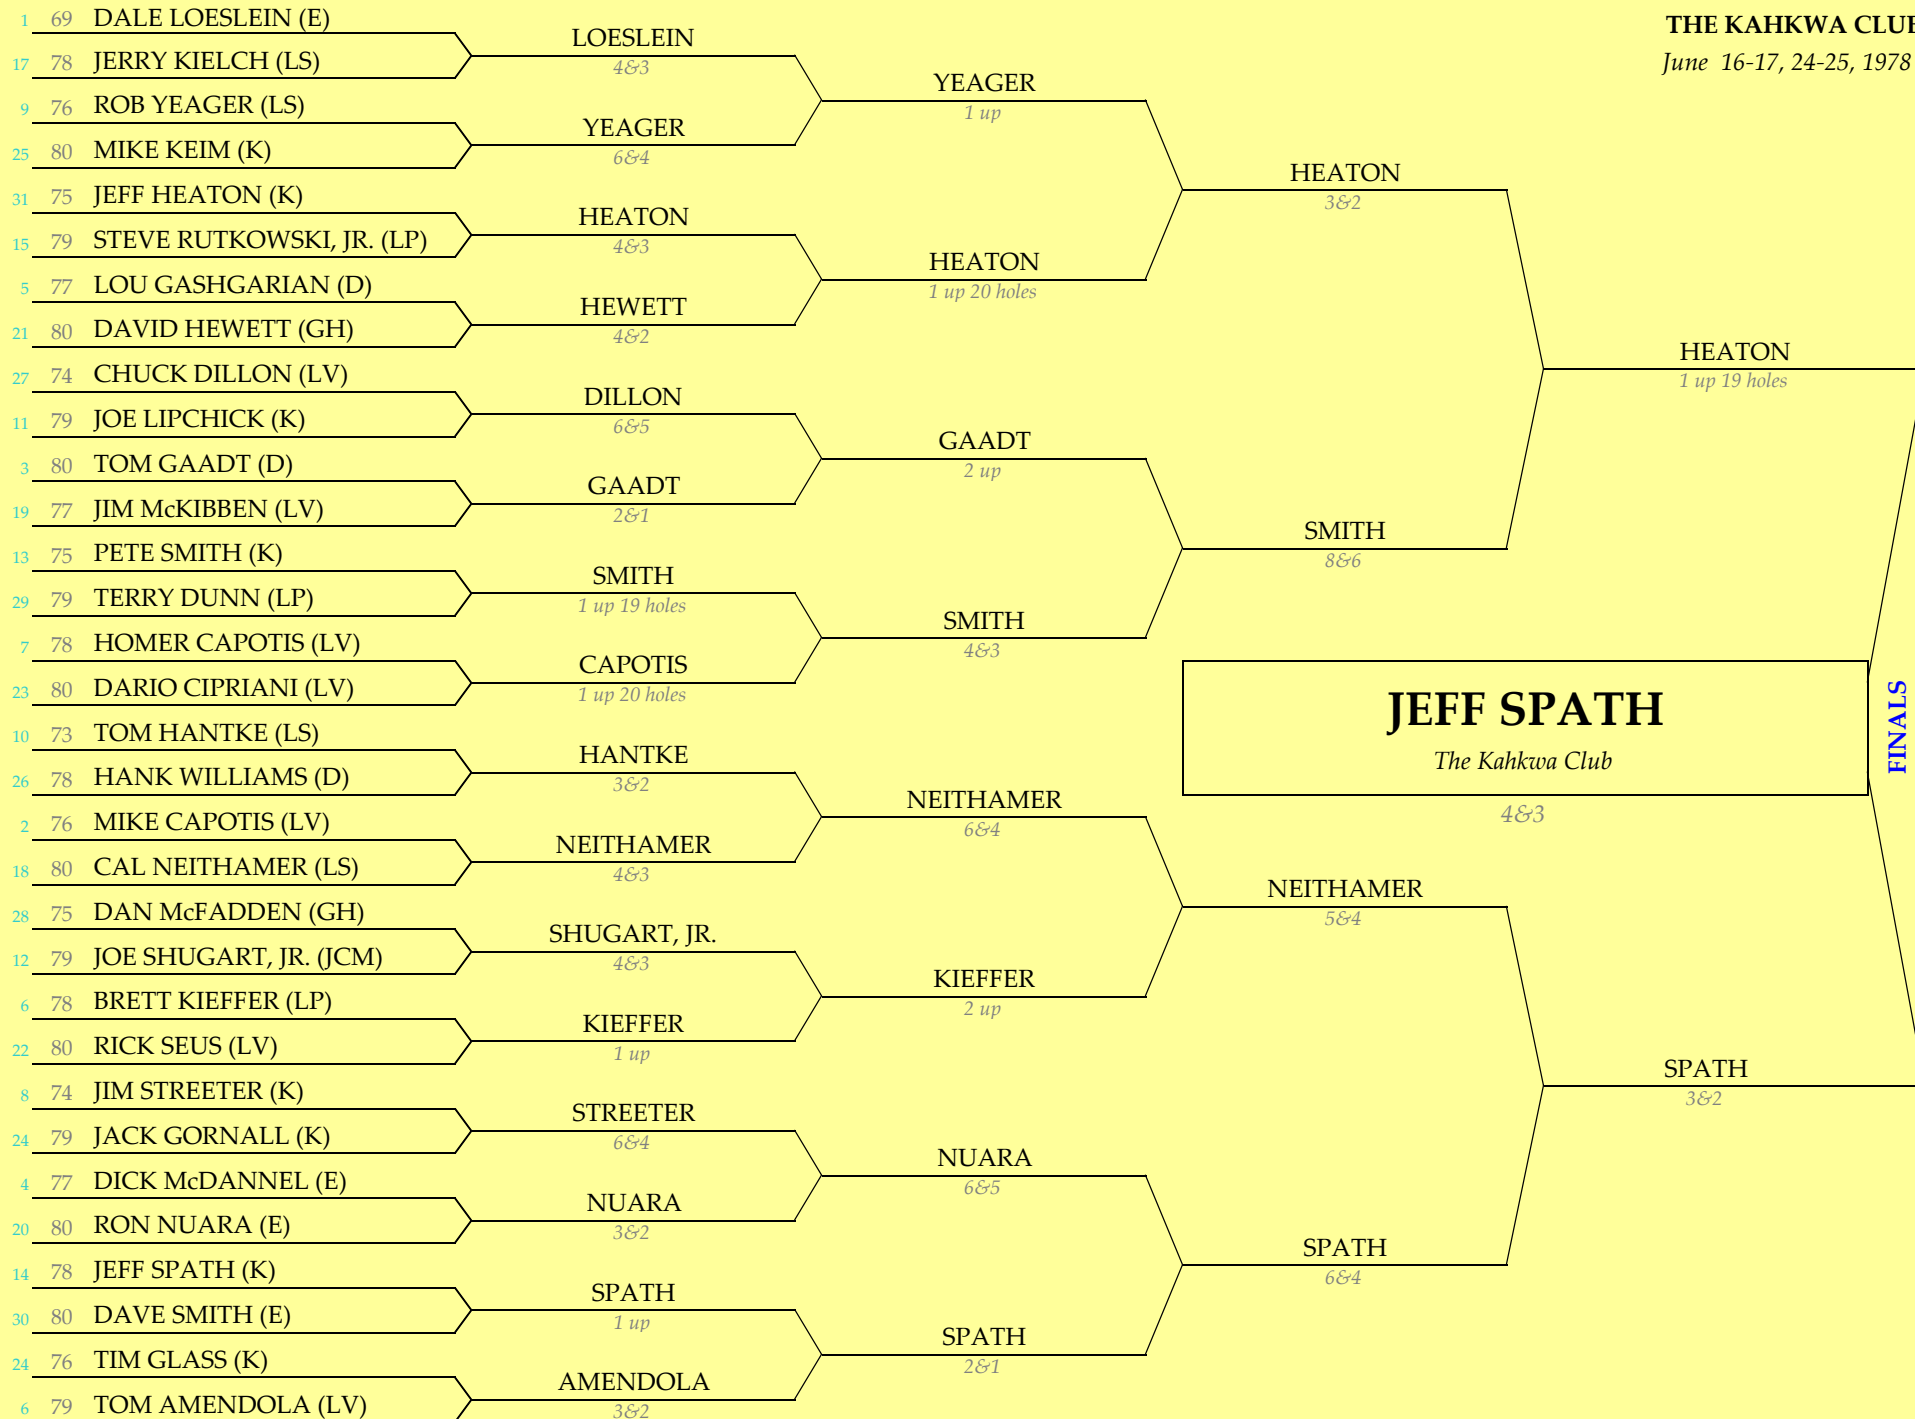 THE KAHKWA CLUB
June 16-17, 24-25, 1978
1 69 DALE LOESLEIN (E)
17 78 JERRY KIELCH (LS)
9 76 ROB YEAGER (LS)
25 80 MIKE KEIM (K)
31 75 JEFF HEATON (K)
15 79 STEVE RUTKOWSKI, JR. (LP)
5 77 LOU GASHGARIAN (D)
21 80 DAVID HEWETT (GH)
27 74 CHUCK DILLON (LV)
11 79 JOE LIPCHICK (K)
3 80 TOM GAADT (D)
19 77 JIM McKIBBEN (LV)
13 75 PETE SMITH (K)
29 79 TERRY DUNN (LP)
7 78 HOMER CAPOTIS (LV)
23 80 DARIO CIPRIANI (LV)
10 73 TOM HANTKE (LS)
26 78 HANK WILLIAMS (D)
2 76 MIKE CAPOTIS (LV)
18 80 CAL NEITHAMER (LS)
28 75 DAN McFADDEN (GH)
12 79 JOE SHUGART, JR. (JCM)
6 78 BRETT KIEFFER (LP)
22 80 RICK SEUS (LV)
8 74 JIM STREETER (K)
24 79 JACK GORNALL (K)
4 77 DICK McDANNEL (E)
20 80 RON NUARA (E)
14 78 JEFF SPATH (K)
30 80 DAVE SMITH (E)
24 76 TIM GLASS (K)
6 79 TOM AMENDOLA (LV)
LOESLEIN
4&3
YEAGER
6&4
HEATON
4&3
HEWETT
4&2
DILLON
6&5
GAADT
2&1
SMITH
1 up 19 holes
CAPOTIS
1 up 20 holes
HANTKE
3&2
NEITHAMER
4&3
SHUGART, JR.
4&3
KIEFFER
1 up
STREETER
6&4
NUARA
3&2
SPATH
1 up
AMENDOLA
3&2
YEAGER
1 up
HEATON
1 up 20 holes
GAADT
2 up
SMITH
4&3
NEITHAMER
6&4
KIEFFER
2 up
NUARA
6&5
SPATH
2&1
HEATON
3&2
SMITH
8&6
NEITHAMER
5&4
SPATH
6&4
HEATON
1 up 19 holes
SPATH
3&2
JEFF SPATH
The Kahkwa Club
4&3
FINALS